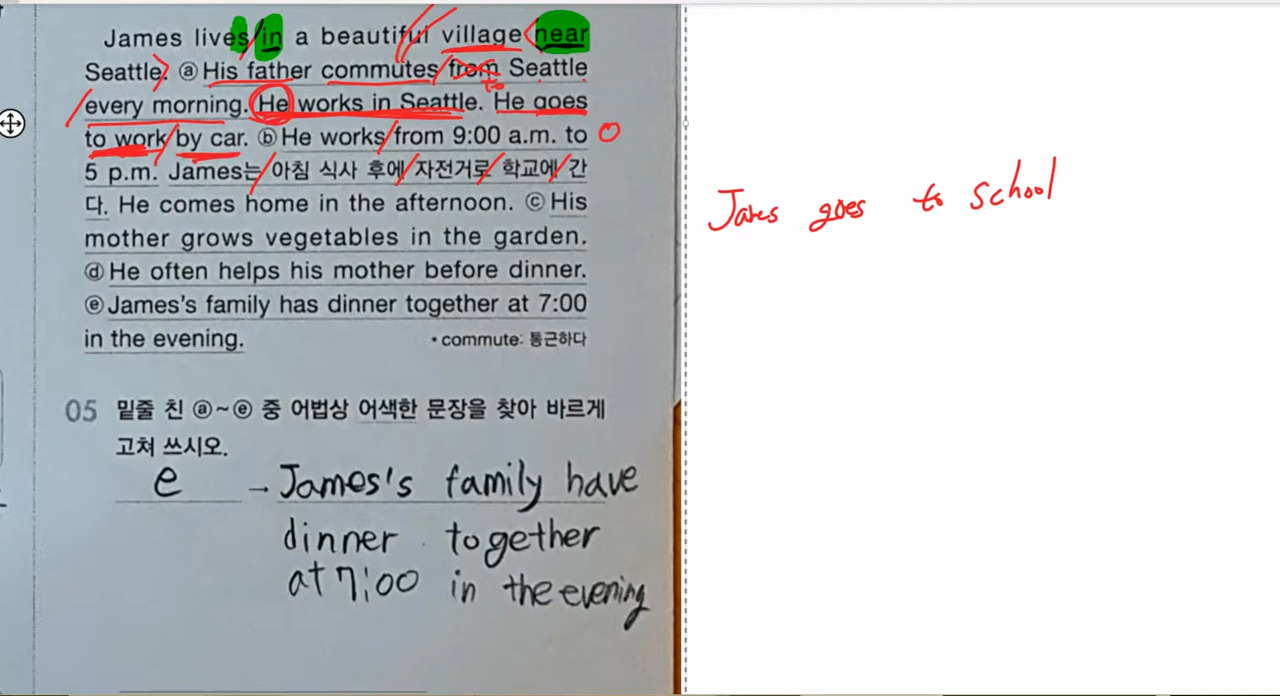 James lives in a beautiful village near
Seattle. ⓐ His father commutes from Seattle
to
every morning. He works in Seattle. He goes
to work by car. ⓑ He works from 9:00 a.m. to
5 p.m. James는 아침 식사 후에 자전거로 학교에 간
다. He comes home in the afternoon. ⓒ His
mother grows vegetables in the garden.
ⓓ He often helps his mother before dinner.
ⓔ James's family has dinner together at 7:00
in the evening.
• commute: 통근하다
05 밑줄 친 ⓐ~ⓔ 중 어법상 어색한 문장을 찾아 바르게
고쳐 쓰시오.
e → James's family have
dinner together
at 7:00 in the evening
James goes to school